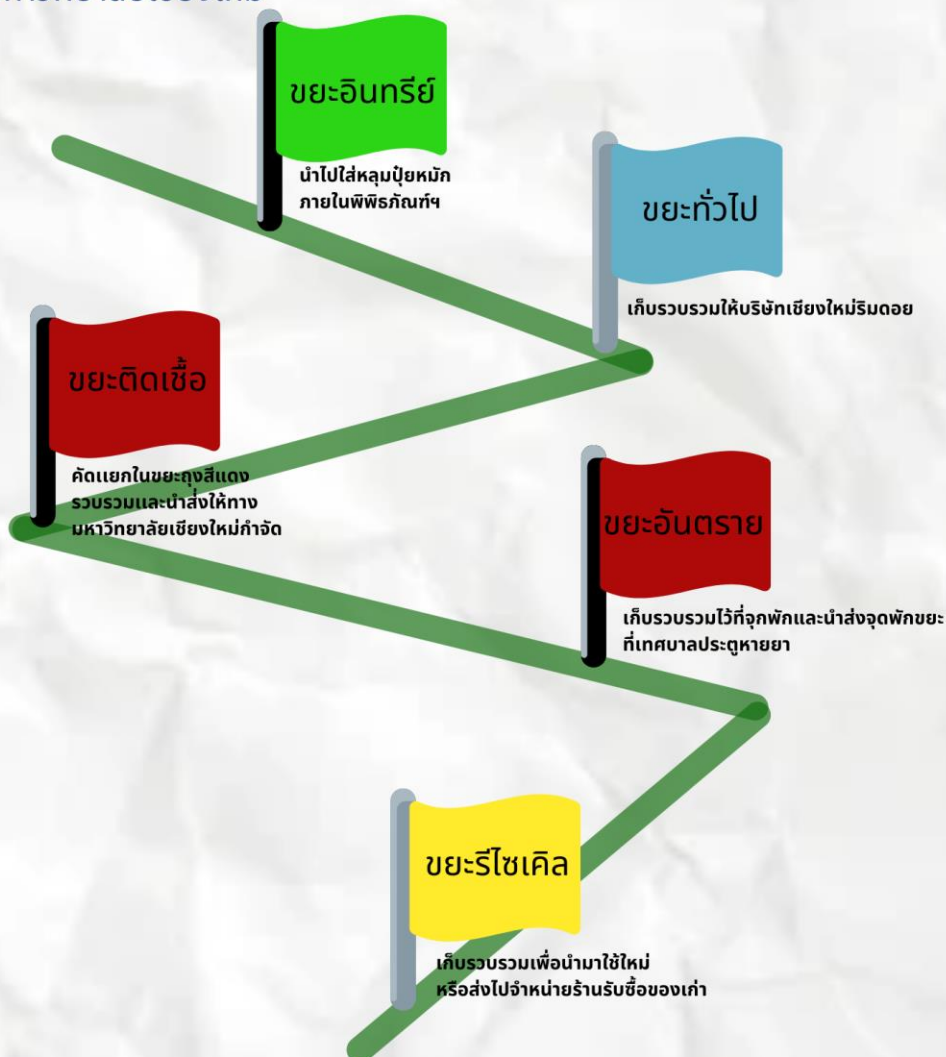 ขยะอินทรีย์
นำไปใส่หลุมปุ๋ยหมัก
ภายในพิพิธภัณฑ์ฯ
ขยะทั่วไป
เก็บรวบรวมให้บริษัทเชียงใหม่ริมดอย
ขยะติดเชื้อ
คัดแยกในขยะถุงสีแดง
รวบรวมและนำส่งให้ทาง
มหาวิทยาลัยเชียงใหม่กำจัด
ขยะอันตราย
เก็บรวบรวมไว้ที่จุกพักและนำส่งจุดพักขยะ
ที่เทศบาลประตูหายยา
ขยะรีไซเคิล
เก็บรวบรวมเพื่อนำมาใช้ใหม่
หรือส่งไปจำหน่ายร้านรับซื้อของเก่า